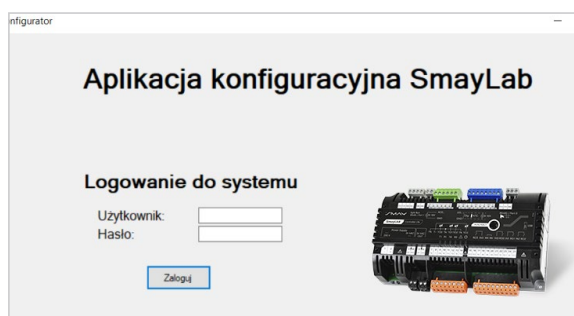 nfigurator
Aplikacja konfiguracyjna SmayLab
Logowanie do systemu
Użytkownik:
Hasło:
Zaloguj